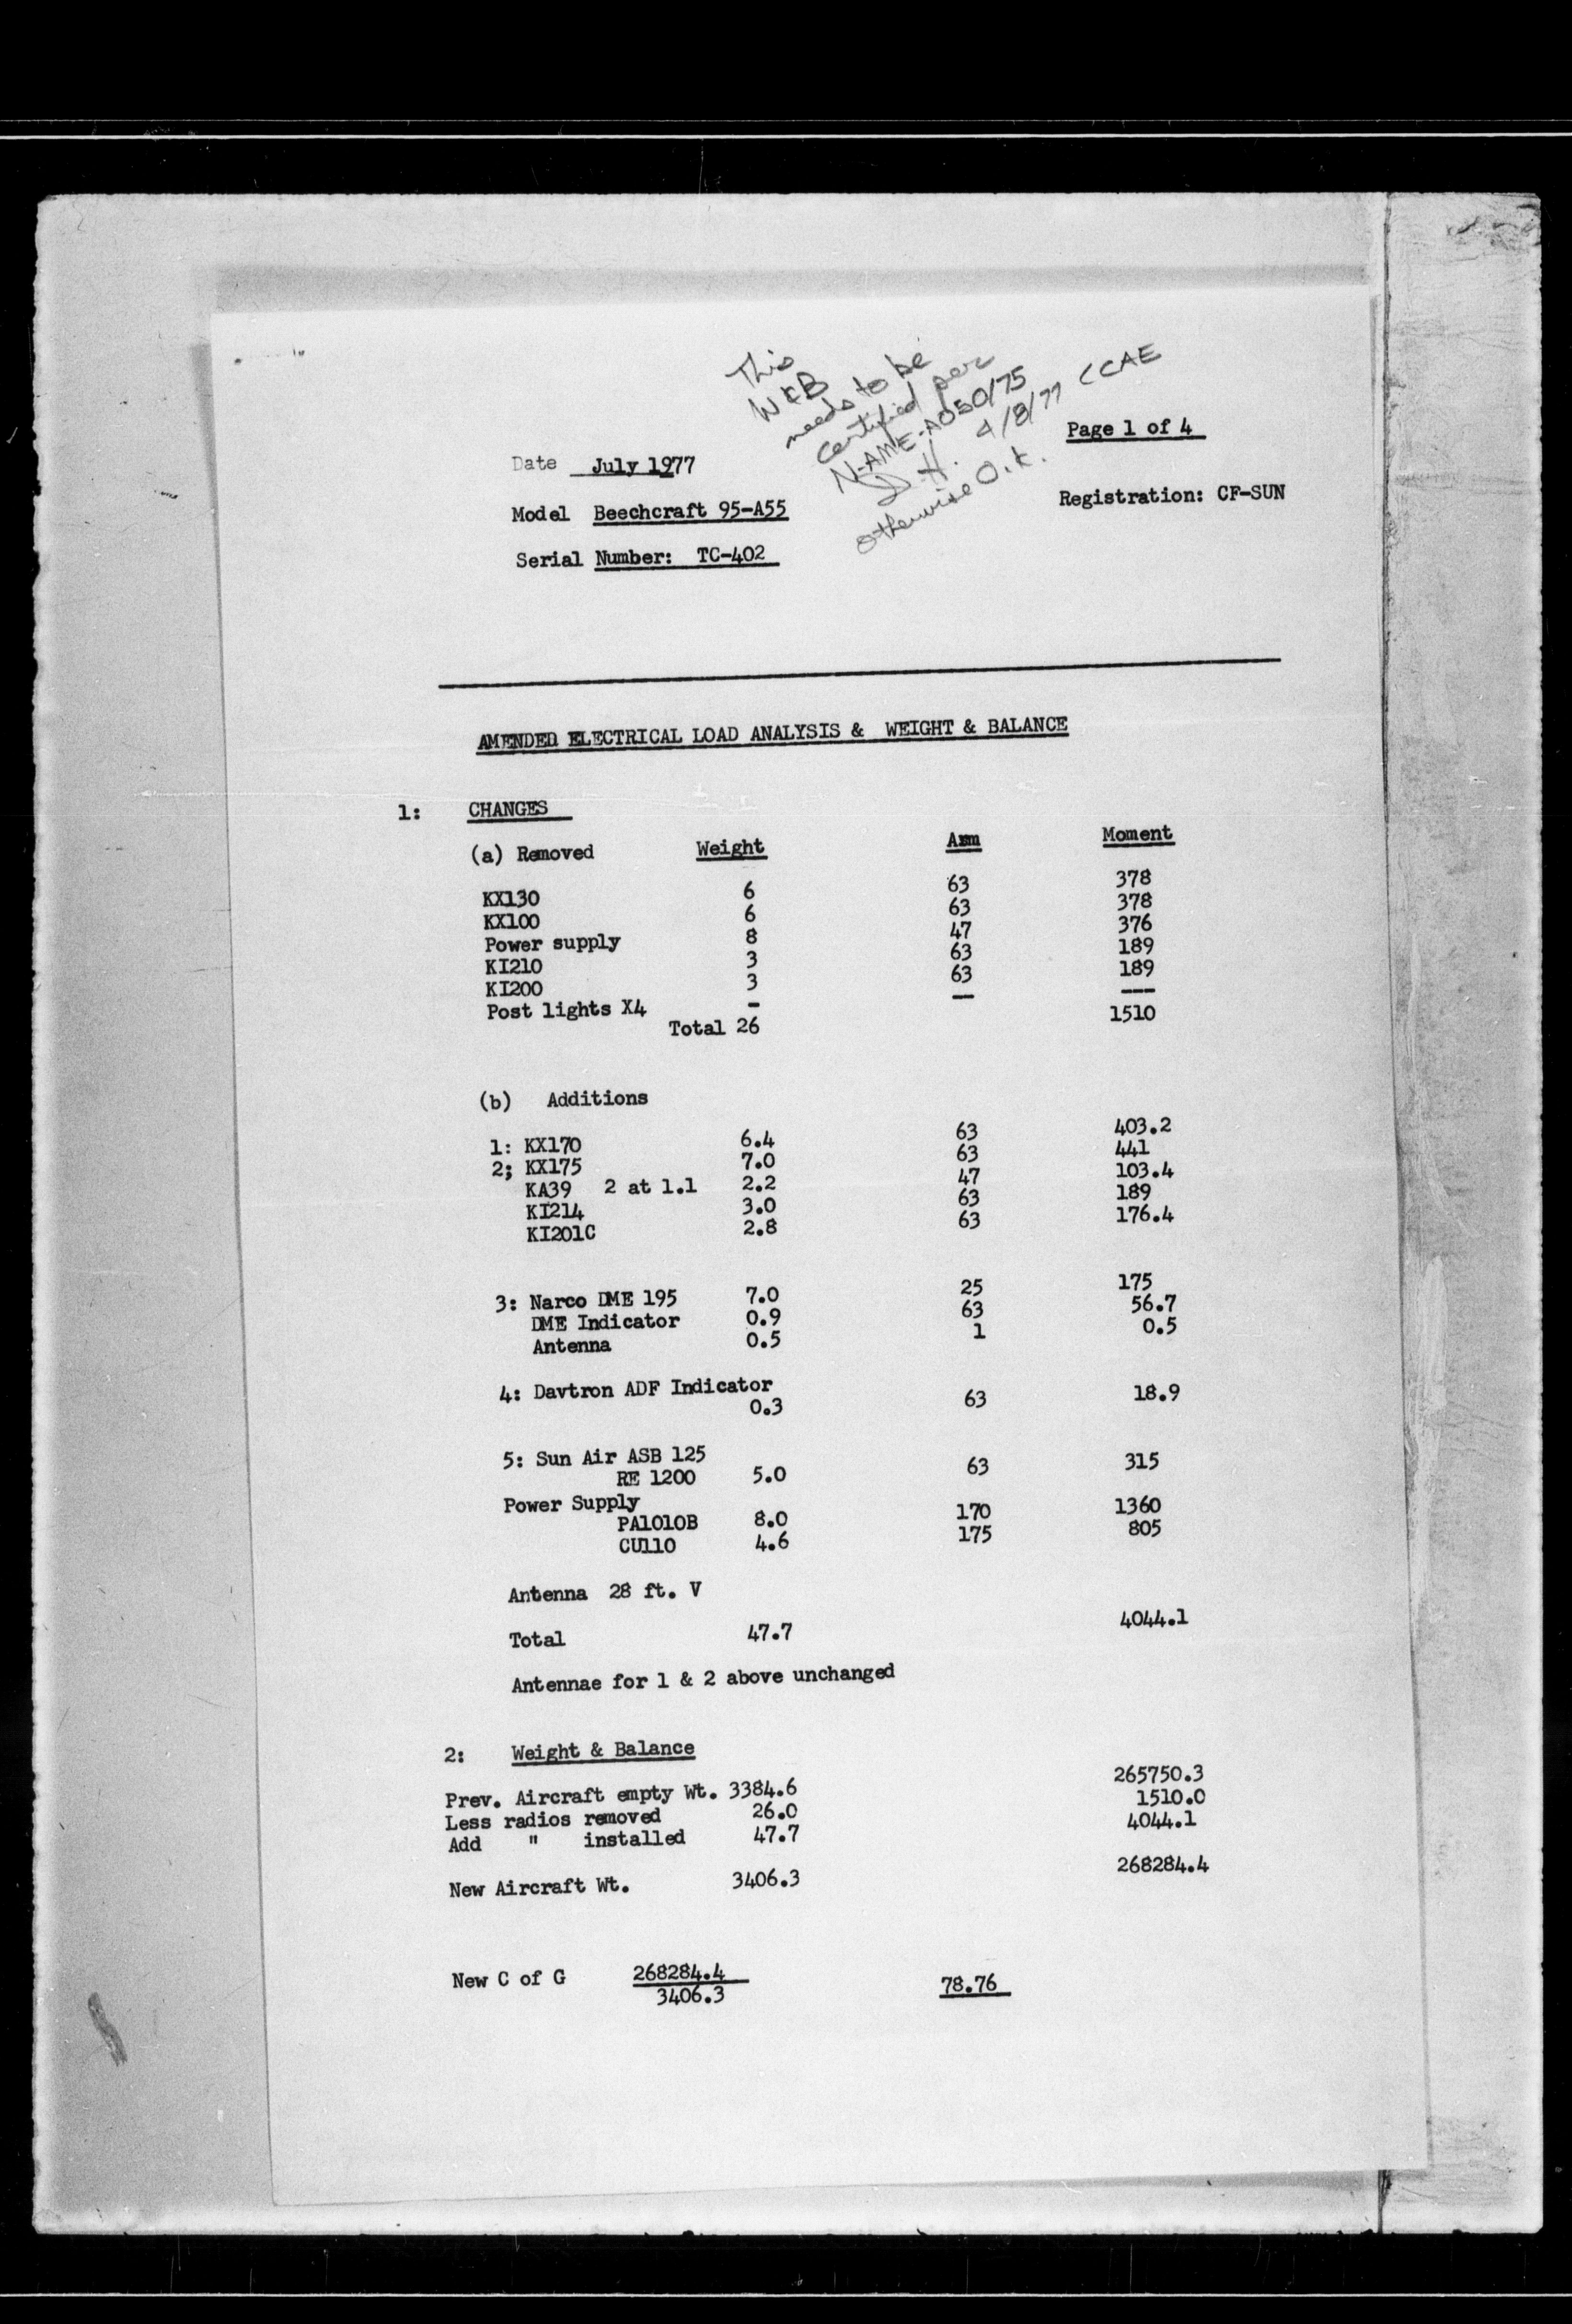 This
W & B
needs to be
certified per
N-AME-AO50/75
D.H. 4/8/77 CCAE
otherwise O.K.
Page 1 of 4
Date July 1977
Registration: CF-SUN
Model Beechcraft 95-A55
Serial Number: TC-402
AMENDED ELECTRICAL LOAD ANALYSIS & WEIGHT & BALANCE
1: CHANGES
(a) Removed Weight Arm Moment
KX130 6 63 378
KX100 6 63 378
Power supply 8 47 376
KI210 3 63 189
KI200 3 63 189
Post lights X4 - -- ---
Total 26 1510
(b) Additions
1: KX170 6.4 63 403.2
2; KX175 7.0 63 441
KA39 2 at 1.1 2.2 47 103.4
KI214 3.0 63 189
KI201C 2.8 63 176.4
3: Narco DME 195 7.0 25 175
DME Indicator 0.9 63 56.7
Antenna 0.5 1 0.5
4: Davtron ADF Indicator
0.3 63 18.9
5: Sun Air ASB 125
RE 1200 5.0 63 315
Power Supply
PA1010B 8.0 170 1360
CU110 4.6 175 805
Antenna 28 ft. V
Total 47.7 4044.1
Antennae for 1 & 2 above unchanged
2: Weight & Balance
Prev. Aircraft empty Wt. 3384.6 265750.3
Less radios removed 26.0 1510.0
Add " installed 47.7 4044.1
New Aircraft Wt. 3406.3 268284.4
New C of G 268284.4 78.76
3406.3